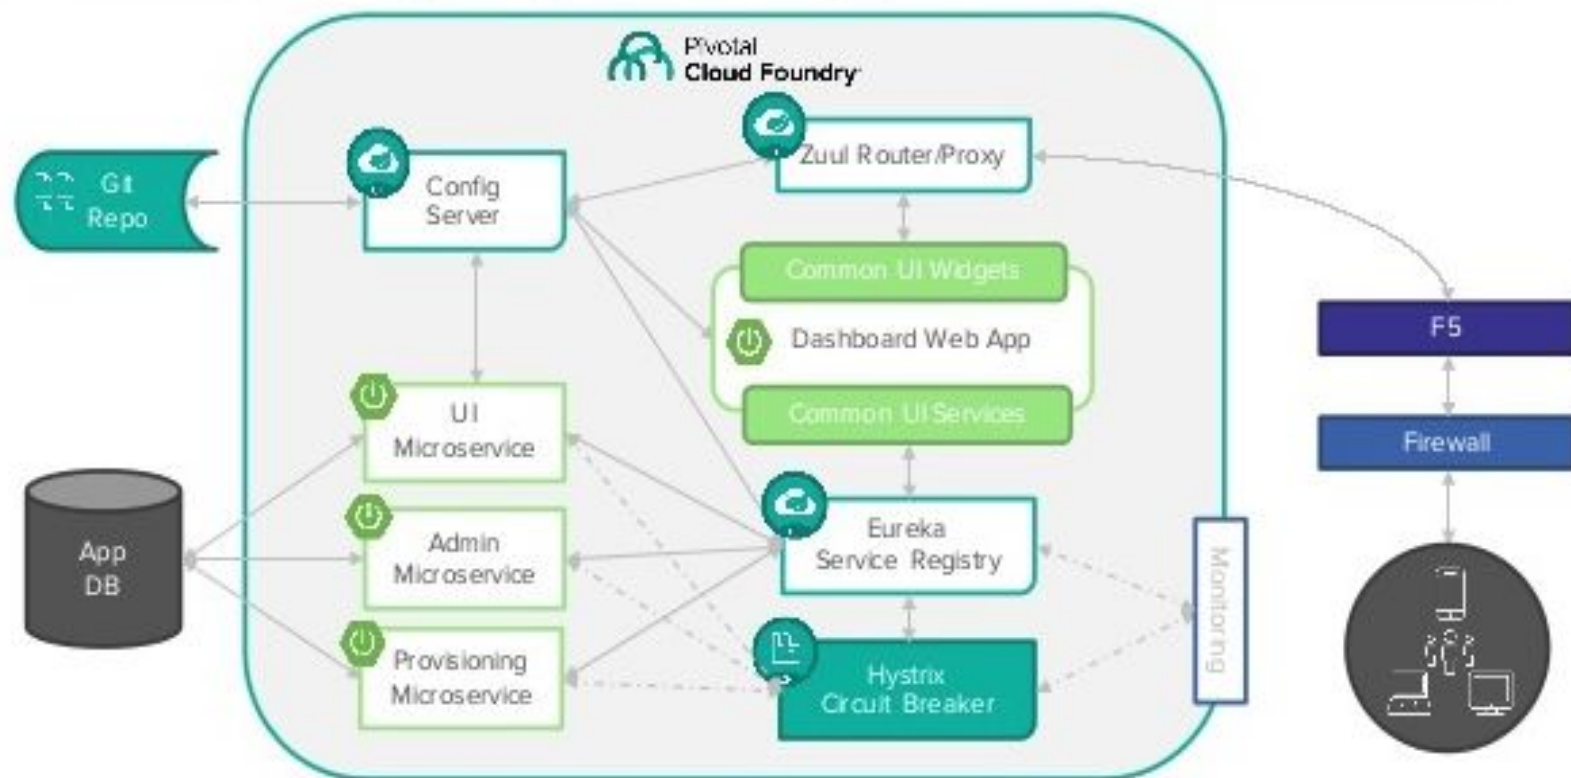 Pivotal
Cloud Foundry
Git
Repo
Config
Server
Zuul Router/Proxy
Common UI Widgets
Dashboard Web App
Common UI Services
F5
Firewall
UI
Microservice
App
DB
Admin
Microservice
Eureka
Service Registry
Monitoring
Provisioning
Microservice
Hystrix
Circuit Breaker